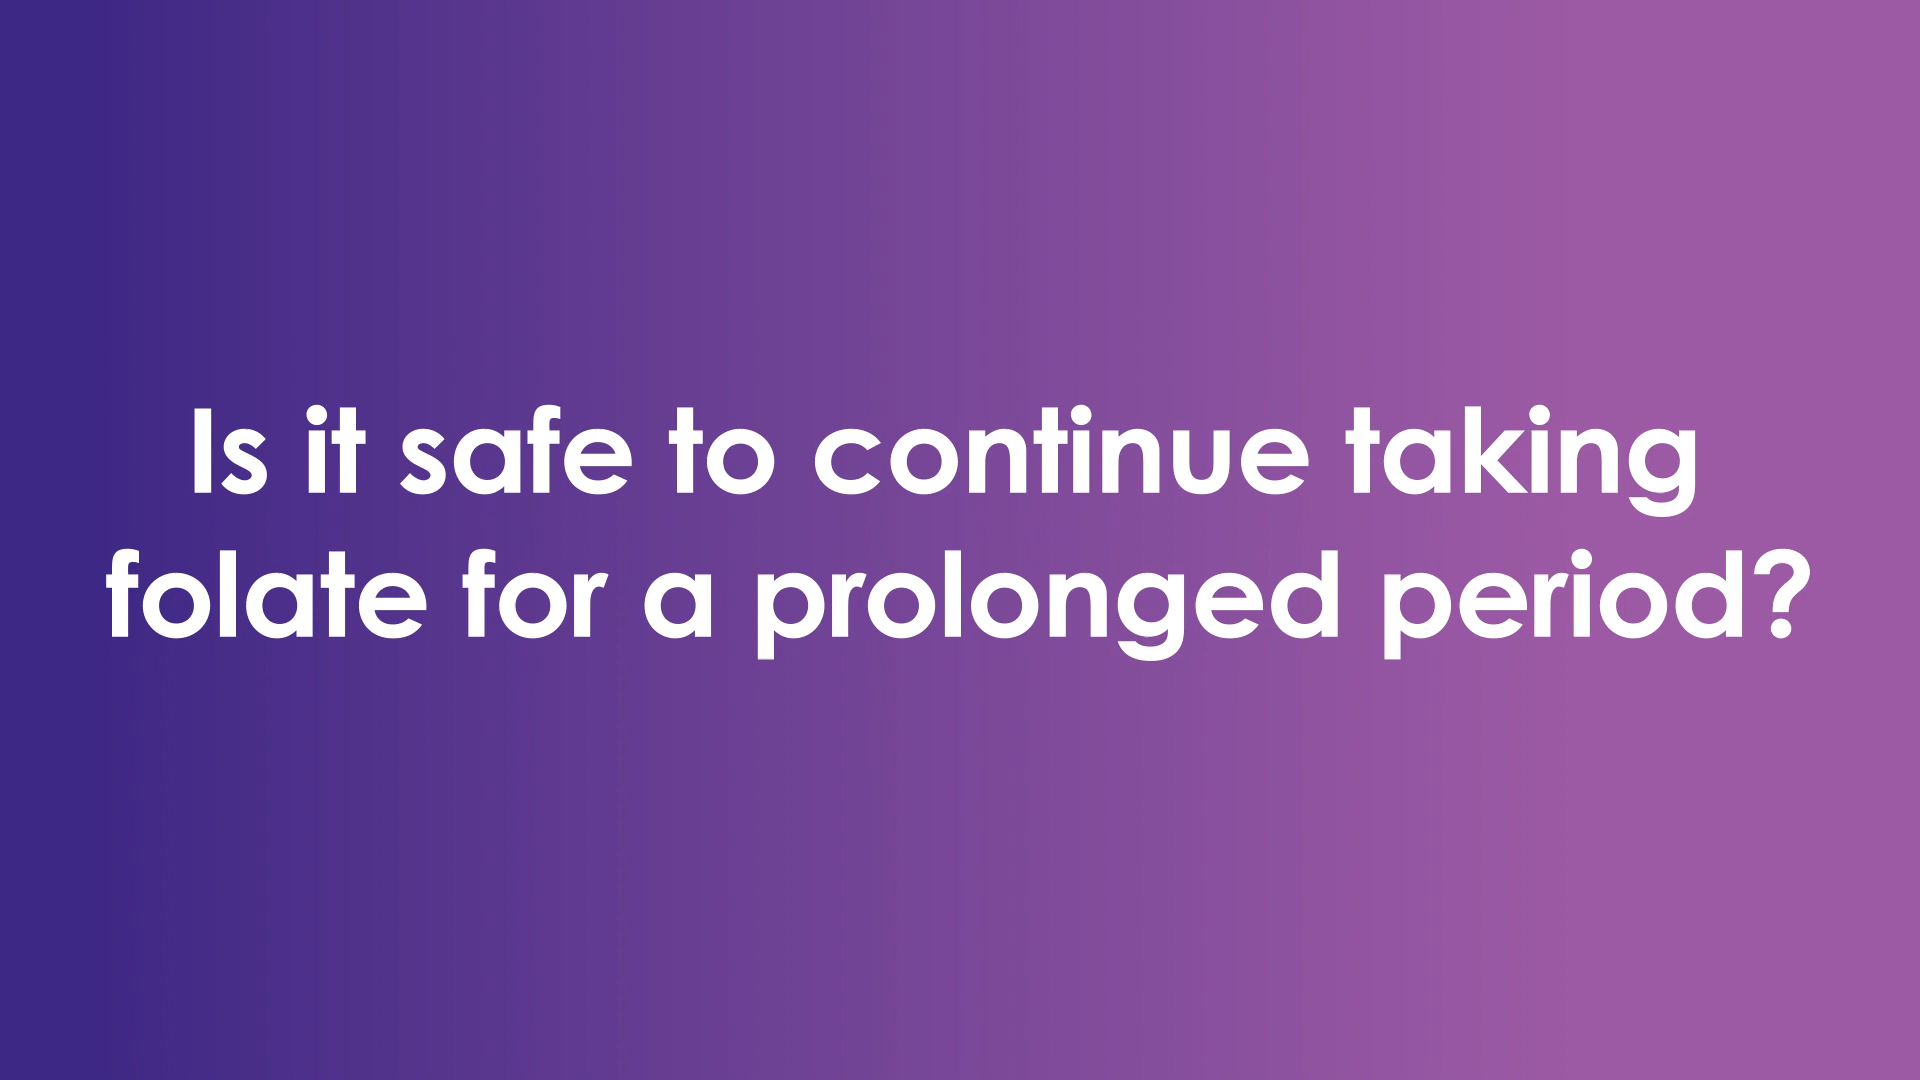 Is it safe to continue taking
folate for a prolonged period?